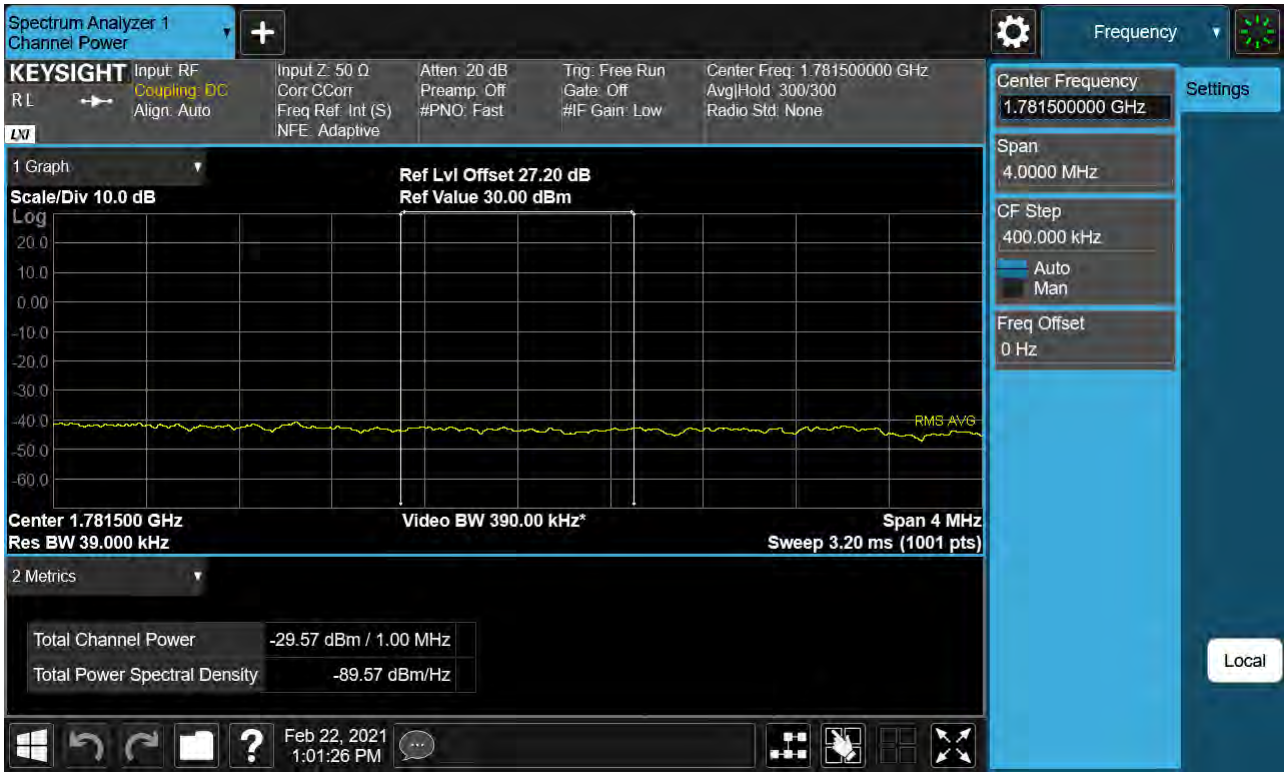 Spectrum Analyzer 1
Channel Power
+
Frequency
KEYSIGHT
RL
LXI
Input: RF
Coupling: DC
Align: Auto
Input Z: 50 Ω
Corr CCorr
Freq Ref: Int (S)
NFE: Adaptive
Atten: 20 dB
Preamp: Off
#PNO: Fast
Trig: Free Run
Gate: Off
#IF Gain: Low
Center Freq: 1.781500000 GHz
Avg|Hold: 300/300
Radio Std: None
Center Frequency
1.781500000 GHz
Settings
Span
4.0000 MHz
CF Step
400.000 kHz
Auto
Man
Freq Offset
0 Hz
1 Graph
Scale/Div 10.0 dB
Ref Lvl Offset 27.20 dB
Ref Value 30.00 dBm
Log
20.0
10.0
0.00
-10.0
-20.0
-30.0
-40.0
-50.0
-60.0
RMS AVG
Center 1.781500 GHz
Res BW 39.000 kHz
Video BW 390.00 kHz*
Span 4 MHz
Sweep 3.20 ms (1001 pts)
2 Metrics
Total Channel Power -29.57 dBm / 1.00 MHz
Total Power Spectral Density -89.57 dBm/Hz
Local
?
Feb 22, 2021
1:01:26 PM